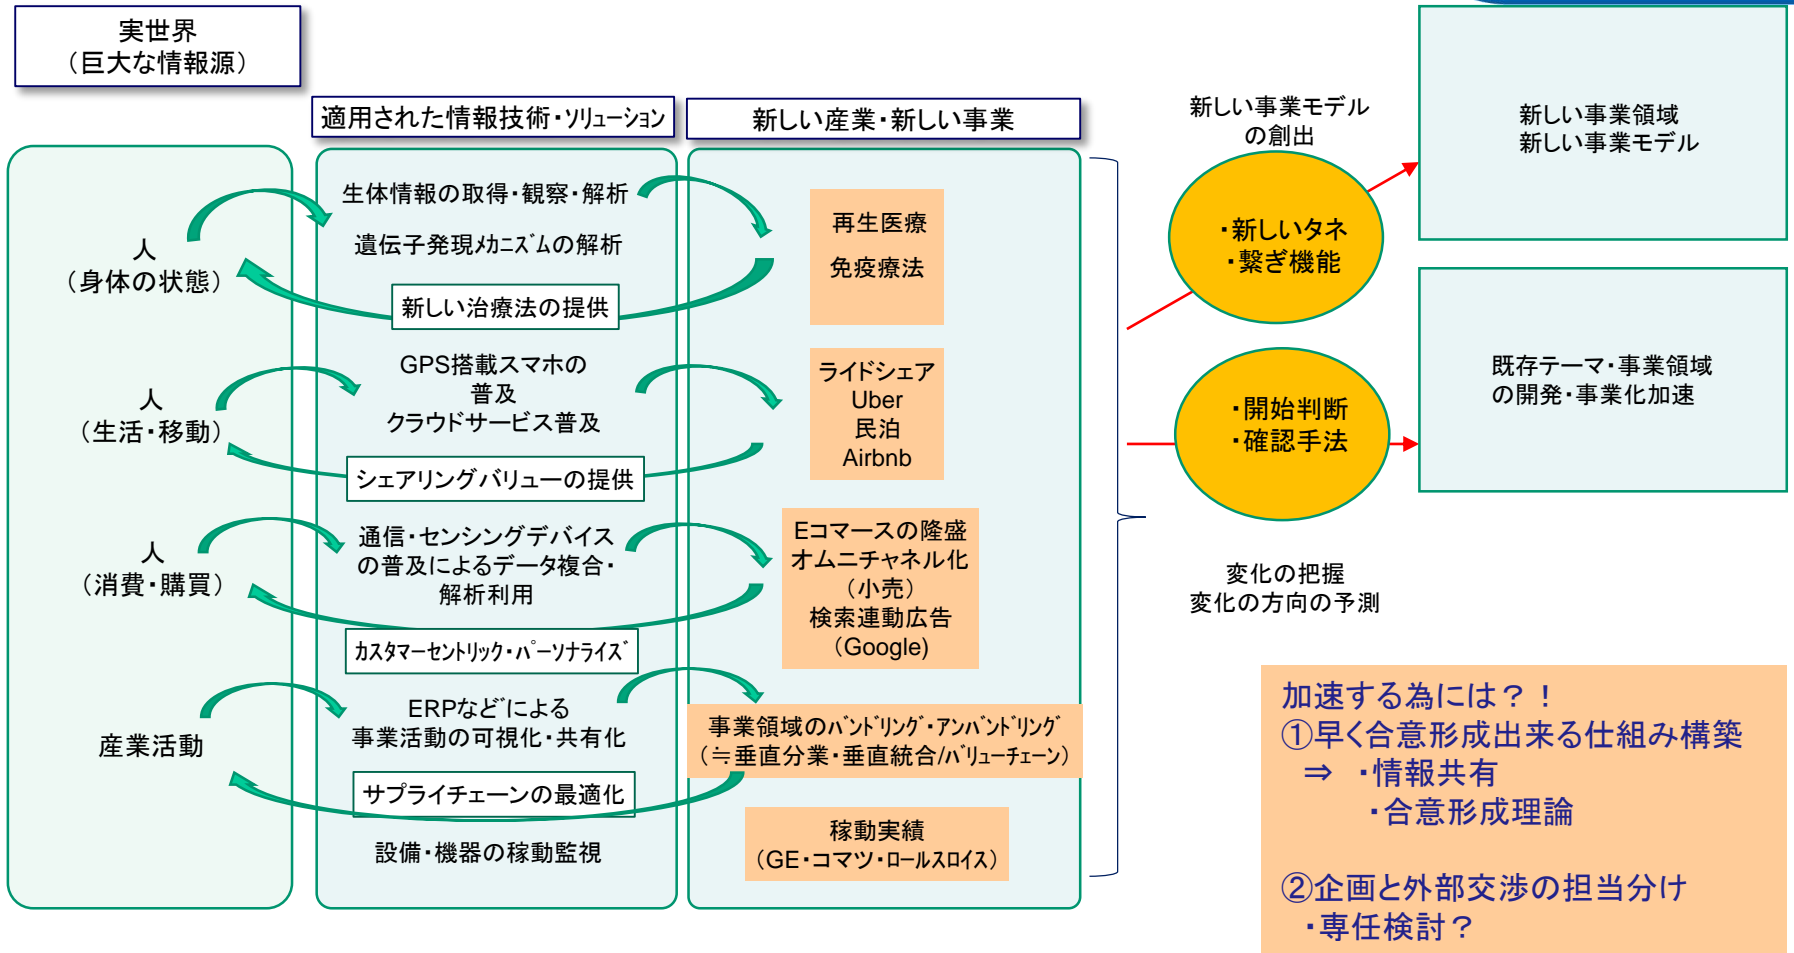 実世界
（巨大な情報源）
適用された情報技術・ｿﾘｭｰｼｮﾝ
新しい産業・新しい事業
人
（身体の状態）
生体情報の取得・観察・解析
遺伝子発現ﾒｶﾆｽﾞﾑの解析
新しい治療法の提供
再生医療
免疫療法
人
（生活・移動）
GPS搭載スマホの
普及
クラウドサービス普及
シェアリングバリューの提供
ライドシェア
Uber
民泊
Airbnb
人
（消費・購買）
通信・センシングデバイス
の普及によるデータ複合・
解析利用
ｶｽﾀﾏｰｾﾝﾄﾘｯｸ・ﾊﾟｰｿﾅﾗｲｽﾞ
Eコマースの隆盛
オムニチャネル化
（小売）
検索連動広告
（Google)
産業活動
ERPなどﾞによる
事業活動の可視化・共有化
サプライチェーンの最適化
設備・機器の稼動監視
事業領域のﾊﾞﾝﾄﾞﾘﾝｸﾞ・ｱﾝﾊﾞﾝﾄﾞﾘﾝｸﾞ
（≒垂直分業・垂直統合/ﾊﾞﾘｭｰﾁｪｰﾝ）
稼動実績
（GE・コマツ・ﾛｰﾙｽﾛｲｽ）
新しい事業モデル
の創出
・新しいタネ
・繋ぎ機能
新しい事業領域
新しい事業モデル
・開始判断
・確認手法
既存テーマ・事業領域
の開発・事業化加速
変化の把握
変化の方向の予測
加速する為には？！
①早く合意形成出来る仕組み構築
⇒　・情報共有
・合意形成理論
②企画と外部交渉の担当分け
・専任検討？